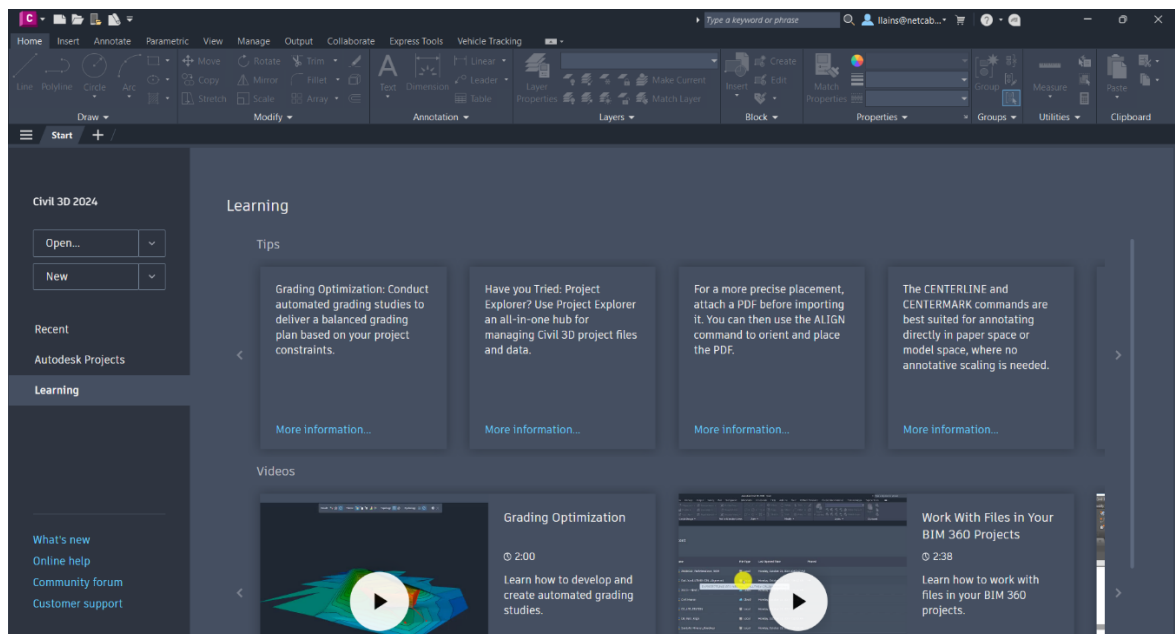 C
Type a keyword or phrase
llains@netcab...
Home Insert Annotate Parametric View Manage Output Collaborate Express Tools Vehicle Tracking
Line Polyline Circle Arc
Move Rotate Trim
Copy Mirror Fillet
Stretch Scale Array
Text Dimension
Linear
Leader
Table
Layer Properties
Make Current
Match Layer
Insert
Create
Edit
Match Properties
Group
Measure
Paste
Draw Modify Annotation Layers Block Properties Groups Utilities Clipboard
Start
Civil 3D 2024
Open...
New
Recent
Autodesk Projects
Learning
What's new
Online help
Community forum
Customer support
Learning
Tips
Grading Optimization: Conduct
automated grading studies to
deliver a balanced grading
plan based on your project
constraints.
More information...
Have you Tried: Project
Explorer? Use Project Explorer
an all-in-one hub for
managing Civil 3D project files
and data.
More information...
For a more precise placement,
attach a PDF before importing
it. You can then use the ALIGN
command to orient and place
the PDF.
More information...
The CENTERLINE and
CENTERMARK commands are
best suited for annotating
directly in paper space or
model space, where no
annotative scaling is needed.
More information...
Videos
Grading Optimization
2:00
Learn how to develop and
create automated grading
studies.
Work With Files in Your
BIM 360 Projects
2:38
Learn how to work with
files in your BIM 360
projects.